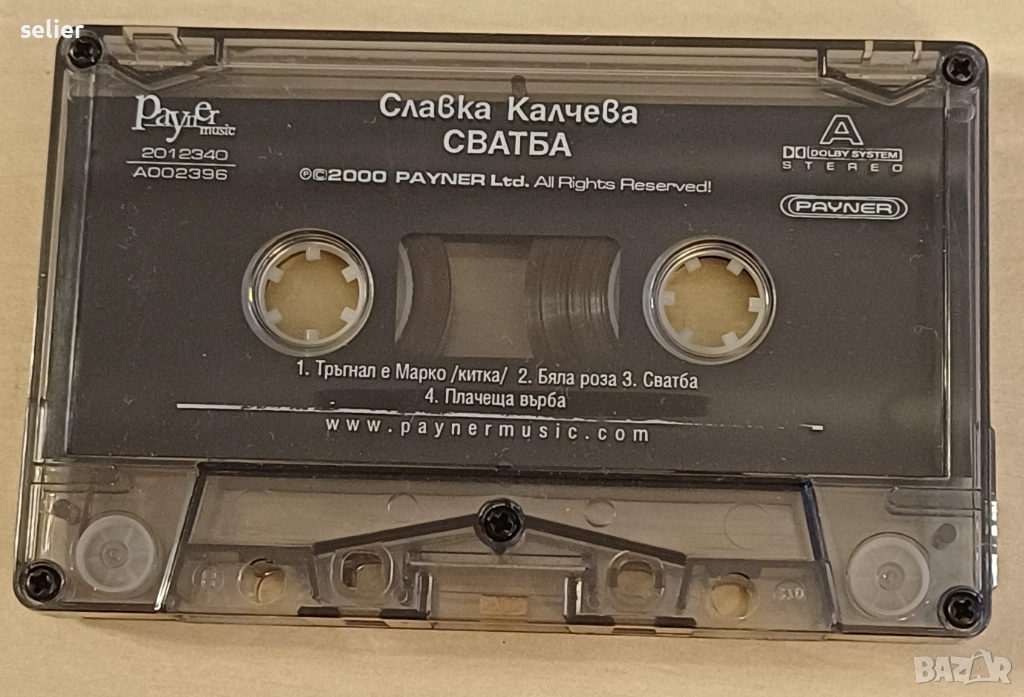 selier
Payner
music
2012340
A002396
Славка Калчева
СВАТБА
℗©2000 PAYNER Ltd. All Rights Reserved!
A
DOLBY SYSTEM
STEREO
PAYNER
1. Тръгнал е Марко /китка/ 2. Бяла роза 3. Сватба
4. Плачеща върба
www.paynermusic.com
BAZAR